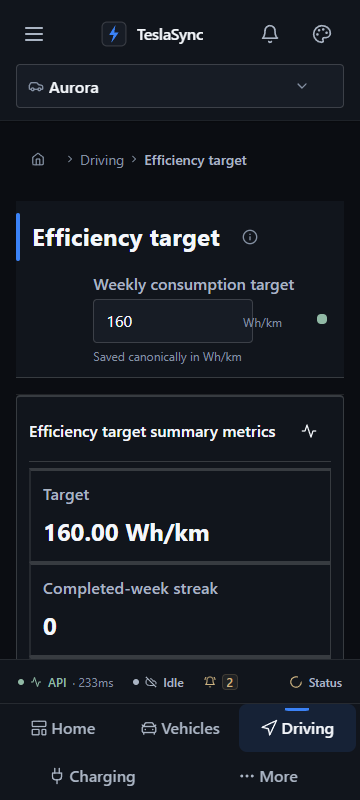 TeslaSync
Aurora
Driving
Efficiency target
Efficiency target
Weekly consumption target
160 Wh/km
Saved canonically in Wh/km
Efficiency target summary metrics
Target
160.00 Wh/km
Completed-week streak
0
API · 233ms Idle 2 Status
Home Vehicles Driving
Charging More